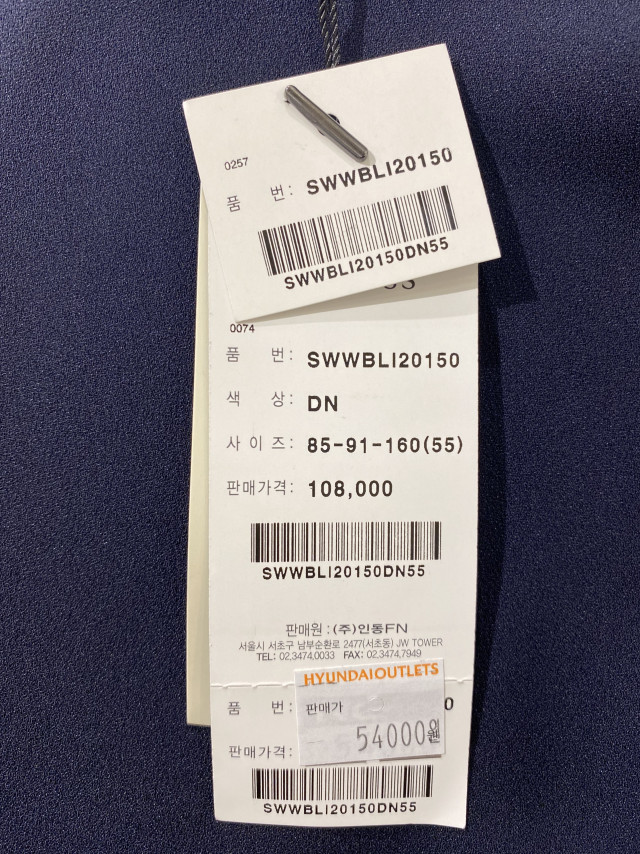 0257
품 번: SWWBLI20150
SWWBLI20150DN55
0074
품 번: SWWBLI20150
색 상: DN
사이즈: 85-91-160(55)
판매가격: 108,000
SWWBLI20150DN55
판매원 : (주)인동FN
서울시 서초구 남부순환로 2477(서초동) JW TOWER
TEL: 02.3474.0033 FAX: 02.3474.7949
HYUNDAIOUTLETS
품 번: 0
판매가
54000원
판매가격:
SWWBLI20150DN55